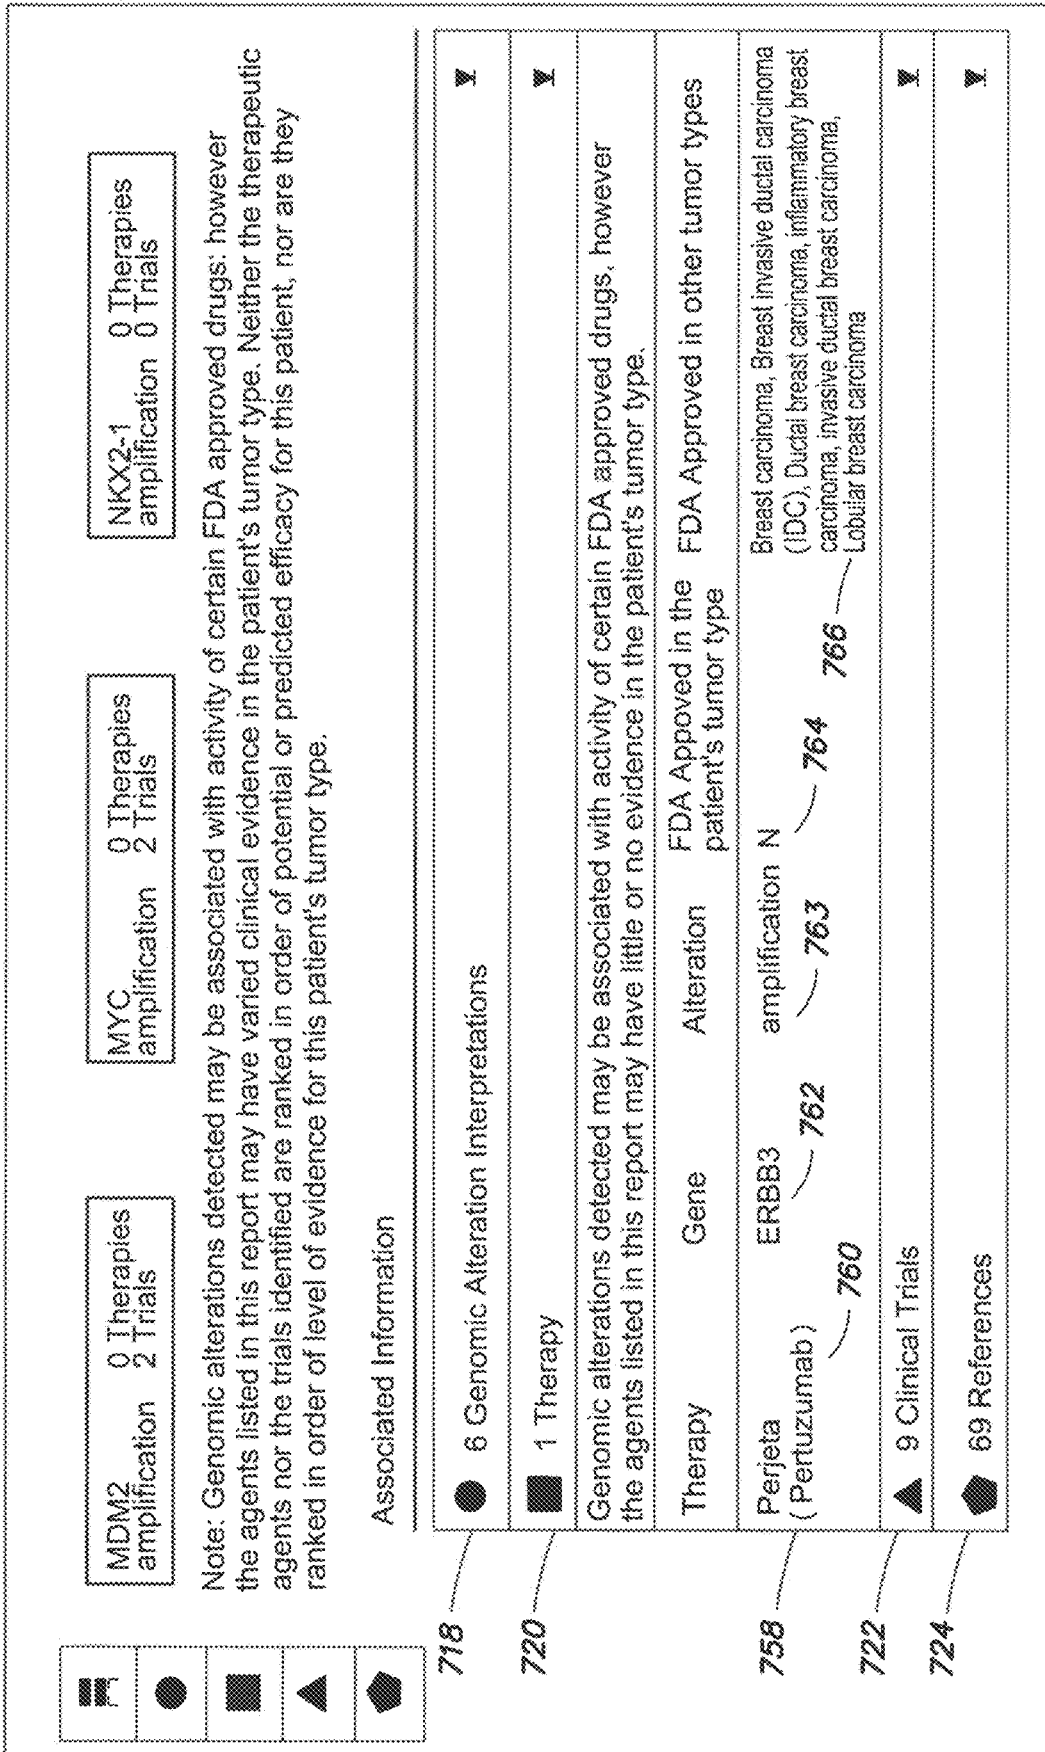 MDM2 0 Therapies
amplification 2 Trials
MYC 0 Therapies
amplification 2 Trials
NKX2-1 0 Therapies
amplification 0 Trials
Note: Genomic alterations detected may be associated with activity of certain FDA approved drugs: however
the agents listed in this report may have varied clinical evidence in the patient's tumor type. Neither the therapeutic
agents nor the trials identified are ranked in order of potential or predicted efficacy for this patient, nor are they
ranked in order of level of evidence for this patient's tumor type.
Associated Information
718
6 Genomic Alteration Interpretations
720
1 Therapy
Genomic alterations detected may be associated with activity of certain FDA approved drugs, however
the agents listed in this report may have little or no evidence in the patient's tumor type.
Therapy Gene Alteration FDA Appoved in the FDA Approved in other tumor types
patient's tumor type
758
Perjeta ERBB3 amplification N Breast carcinoma, Breast invasive ductal carcinoma
(Pertuzumab) (IDC), Ductal breast carcinoma, inflammatory breast
carcinoma, invasive ductal breast carcinoma,
Lobular breast carcinoma
760 762 763 764 766
722
9 Clinical Trials
724
69 References